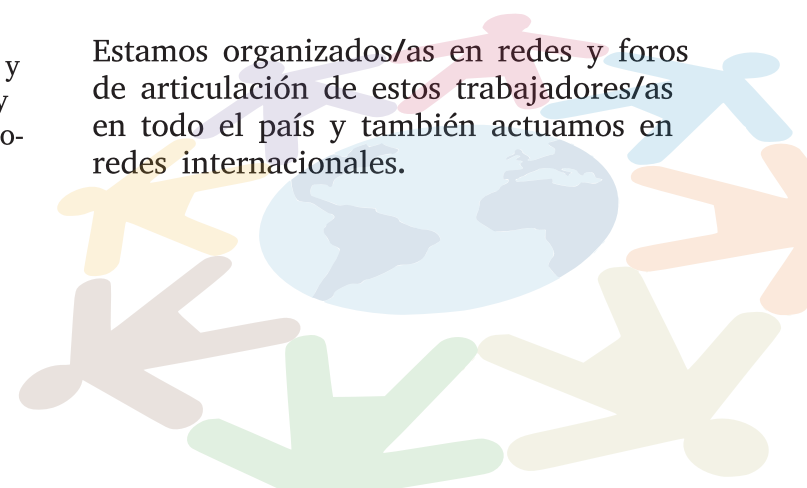 y
y
o-
Estamos organizados/as en redes y foros
de articulación de estos trabajadores/as
en todo el país y también actuamos en
redes internacionales.